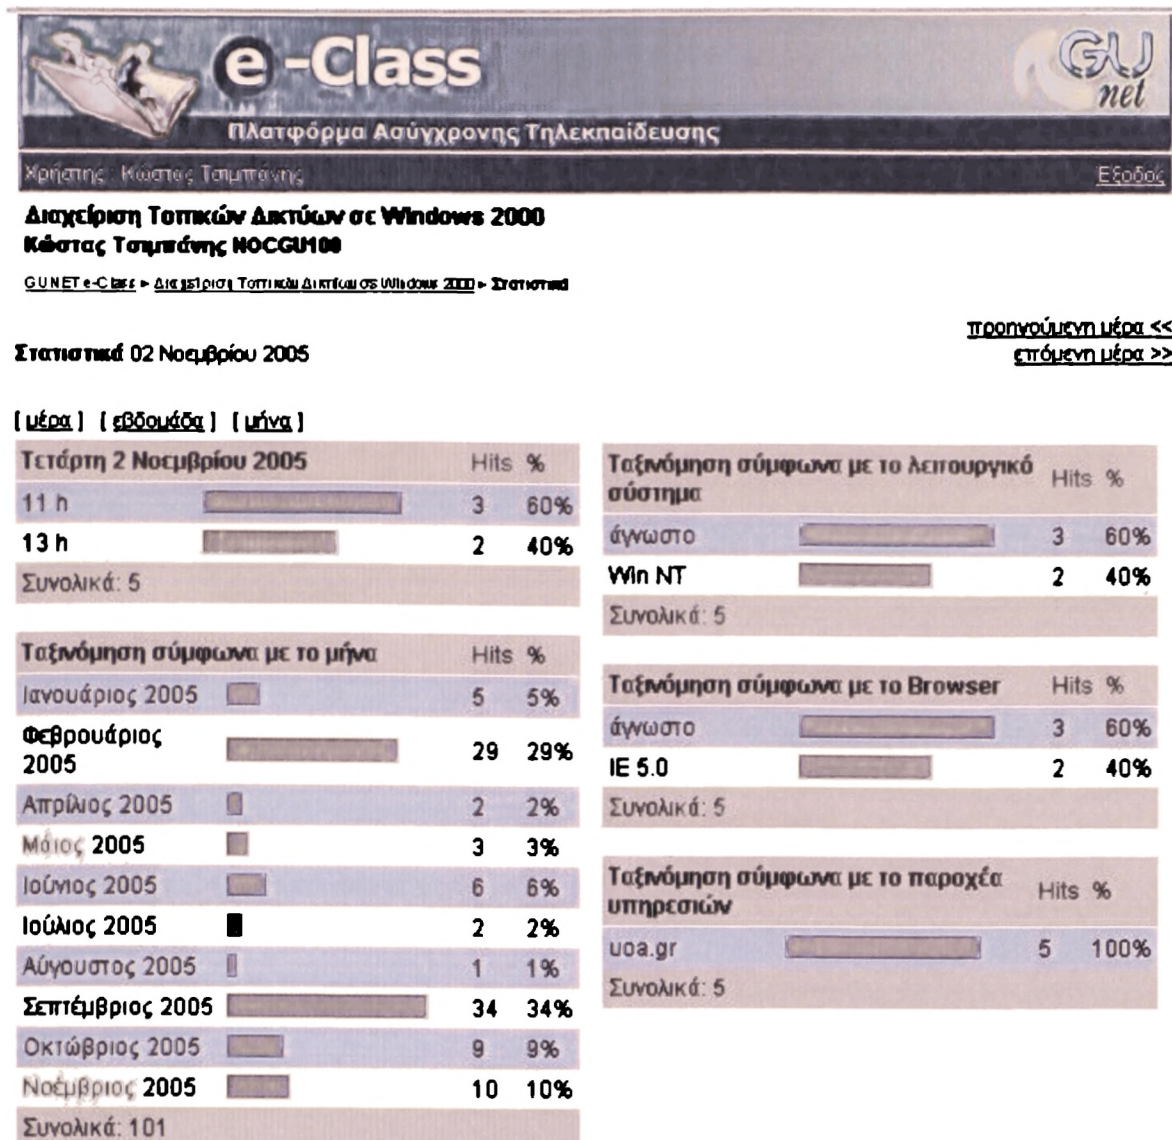 e-Class
GU
net
Πλατφόρμα Ασύγχρονης Τηλεκπαίδευσης
Χρήστης : Κώστας Τσιμπάνης
Έξοδος
Διαχείριση Τοπικών Δικτύων σε Windows 2000
Κώστας Τσιμπάνης NOCGU100
GUNET e-Class ▸ Διαχείριση Τοπικών Δικτύων σε Windows 2000 ▸ Στατιστικά
προηγούμενη μέρα <<
Στατιστικά 02 Νοεμβρίου 2005
επόμενη μέρα >>
[ μέρα ] [ εβδομάδα ] [ μήνα ]
Τετάρτη 2 Νοεμβρίου 2005 Hits %
11 h 3 60%
13 h 2 40%
Συνολικά: 5
Ταξινόμηση σύμφωνα με το μήνα Hits %
Ιανουάριος 2005 5 5%
Φεβρουάριος
2005 29 29%
Απρίλιος 2005 2 2%
Μάιος 2005 3 3%
Ιούνιος 2005 6 6%
Ιούλιος 2005 2 2%
Αύγουστος 2005 1 1%
Σεπτέμβριος 2005 34 34%
Οκτώβριος 2005 9 9%
Νοέμβριος 2005 10 10%
Συνολικά: 101
Ταξινόμηση σύμφωνα με το λειτουργικό
σύστημα Hits %
άγνωστο 3 60%
Win NT 2 40%
Συνολικά: 5
Ταξινόμηση σύμφωνα με το Browser Hits %
άγνωστο 3 60%
IE 5.0 2 40%
Συνολικά: 5
Ταξινόμηση σύμφωνα με το παροχέα
υπηρεσιών Hits %
uoa.gr 5 100%
Συνολικά: 5